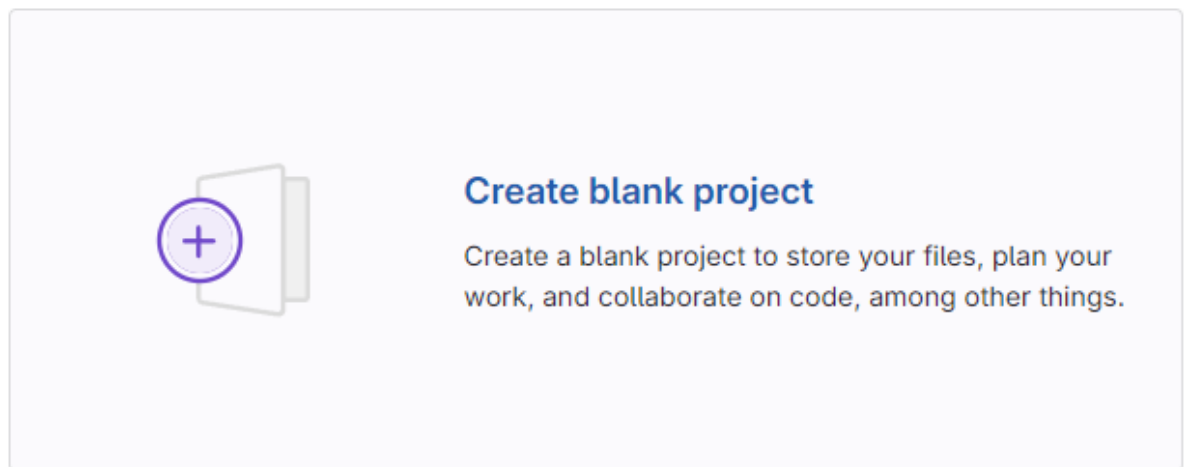 Create blank project
Create a blank project to store your files, plan your
work, and collaborate on code, among other things.